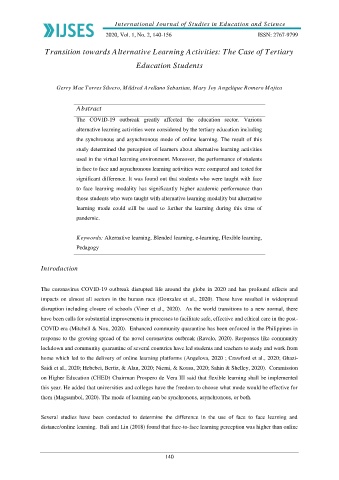 IJSES
International Journal of Studies in Education and Science
2020, Vol. 1, No. 2, 140-156 ISSN: 2767-9799
Transition towards Alternative Learning Activities: The Case of Tertiary
Education Students
Gerry Mae Torres Silvero, Mildred Arellano Sebastian, Mary Joy Angelique Romero Mojica
Abstract
The COVID-19 outbreak greatly affected the education sector. Various
alternative learning activities were considered by the tertiary education including
the synchronous and asynchronous mode of online learning. The result of this
study determined the perception of learners about alternative learning activities
used in the virtual learning environment. Moreover, the performance of students
in face to face and asynchronous learning activities were compared and tested for
significant difference. It was found out that students who were taught with face
to face learning modality has significantly higher academic performance than
those students who were taught with alternative learning modality but alternative
learning mode could still be used to further the learning during this time of
pandemic.
Keywords: Alternative learning, Blended learning, e-learning, Flexible learning,
Pedagogy
Introduction
The coronavirus COVID-19 outbreak disrupted life around the globe in 2020 and has profound effects and
impacts on almost all sectors in the human race (Gonzalez et al., 2020). These have resulted in widespread
disruption including closure of schools (Viner et al., 2020). As the world transitions to a new normal, there
have been calls for substantial improvements in processes to facilitate safe, effective and ethical care in the post-
COVID era (Mitchell & Nou, 2020). Enhanced community quarantine has been enforced in the Philippines in
response to the growing spread of the novel coronavirus outbreak (Esrvela, 2020). Responses like community
lockdown and community quarantine of several countries have led students and teachers to study and work from
home which led to the delivery of online learning platforms (Angelova, 2020 ; Crawford et al., 2020; Ghazi-
Saidi et al., 2020; Hebebci, Bertiz, & Alan, 2020; Niemi, & Kousa, 2020; Sahin & Shelley, 2020). Commission
on Higher Education (CHED) Chairman Prospero de Vera III said that flexible learning shall be implemented
this year. He added that universities and colleges have the freedom to choose what mode would be effective for
them (Magsambol, 2020). The mode of learning can be synchronous, asynchronous, or both.
Several studies have been conducted to determine the difference in the use of face to face learning and
distance/online learning. Bali and Lin (2018) found that face-to-face learning perception was higher than online
140